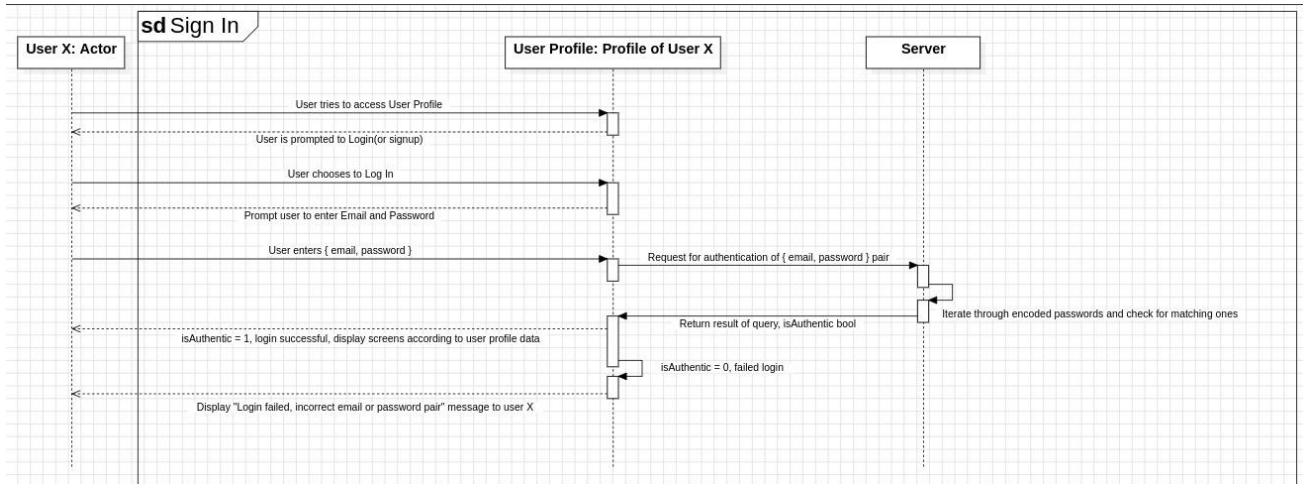 sd Sign In
User X: Actor
User Profile: Profile of User X
Server
User tries to access User Profile
User is prompted to Login(or signup)
User chooses to Log In
Prompt user to enter Email and Password
User enters { email, password }
Request for authentication of { email, password } pair
Iterate through encoded passwords and check for matching ones
Return result of query, isAuthentic bool
isAuthentic = 1, login successful, display screens according to user profile data
isAuthentic = 0, failed login
Display "Login failed, incorrect email or password pair" message to user X